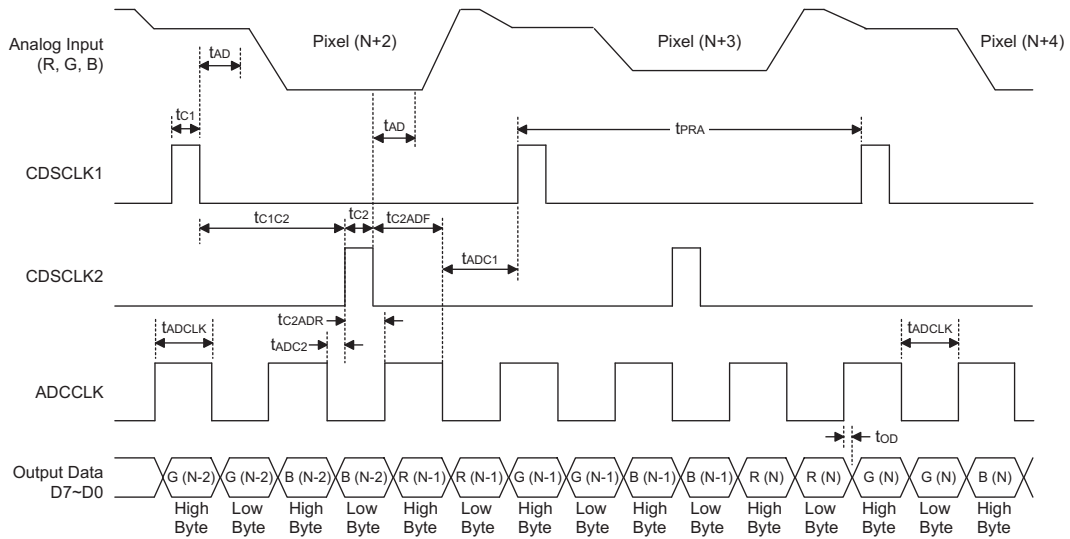 Analog Input
(R, G, B)
Pixel (N+2)
Pixel (N+3)
Pixel (N+4)
tAD
tC1
tAD
tPRA
CDSCLK1
tC1C2
tC2
tC2ADF
tADC1
CDSCLK2
tC2ADR
tADCLK
tADC2
tADCLK
ADCCLK
tOD
Output Data
D7~D0
G (N-2) G (N-2) B (N-2) B (N-2) R (N-1) R (N-1) G (N-1) G (N-1) B (N-1) B (N-1) R (N) R (N) G (N) G (N) B (N)
High Low High Low High Low High Low High Low High Low High Low High
Byte Byte Byte Byte Byte Byte Byte Byte Byte Byte Byte Byte Byte Byte Byte